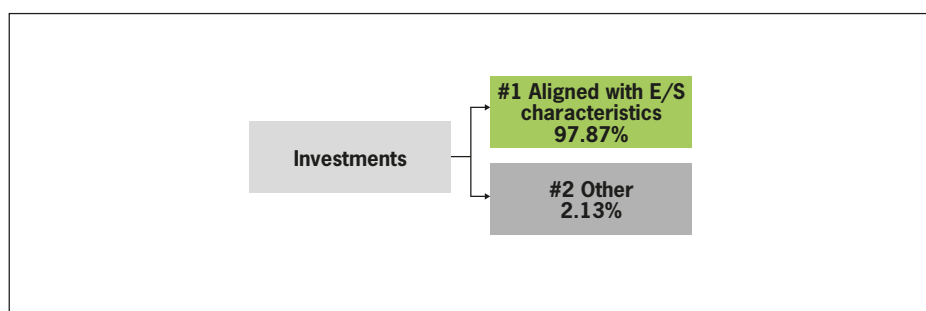 Investments
#1 Aligned with E/S
characteristics
97.87%
#2 Other
2.13%